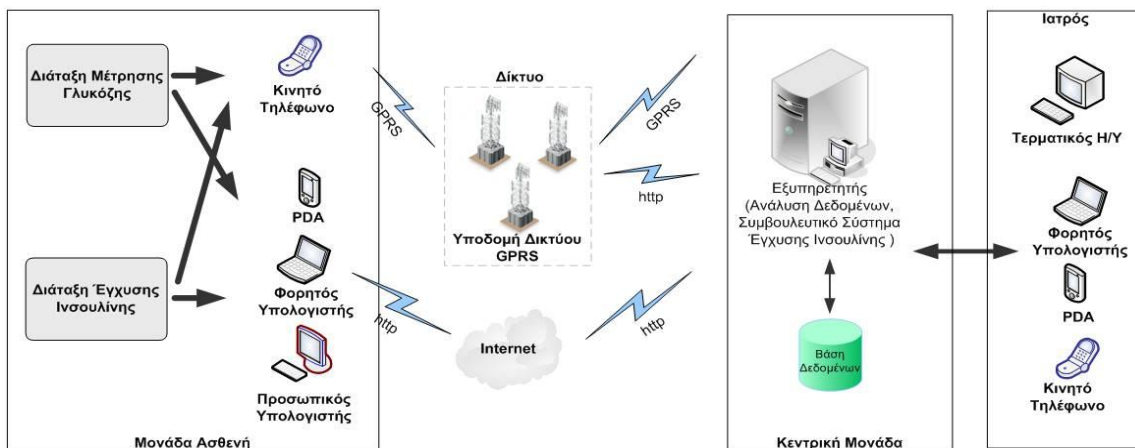 Διάταξη Μέτρησης
Γλυκόζης
Διάταξη Έγχυσης
Ινσουλίνης
Κινητό
Τηλέφωνο
PDA
Φορητός
Υπολογιστής
Προσωπικός
Υπολογιστής
Μονάδα Ασθενή
GPRS
http
Δίκτυο
Υποδομή Δικτύου
GPRS
Internet
GPRS
http
http
Εξυπηρετητής
(Ανάλυση Δεδομένων,
Συμβουλευτικό Σύστημα
Έγχυσης Ινσουλίνης )
Βάση
Δεδομένων
Κεντρική Μονάδα
Ιατρός
Τερματικός Η/Υ
Φορητός
Υπολογιστής
PDA
Κινητό
Τηλέφωνο